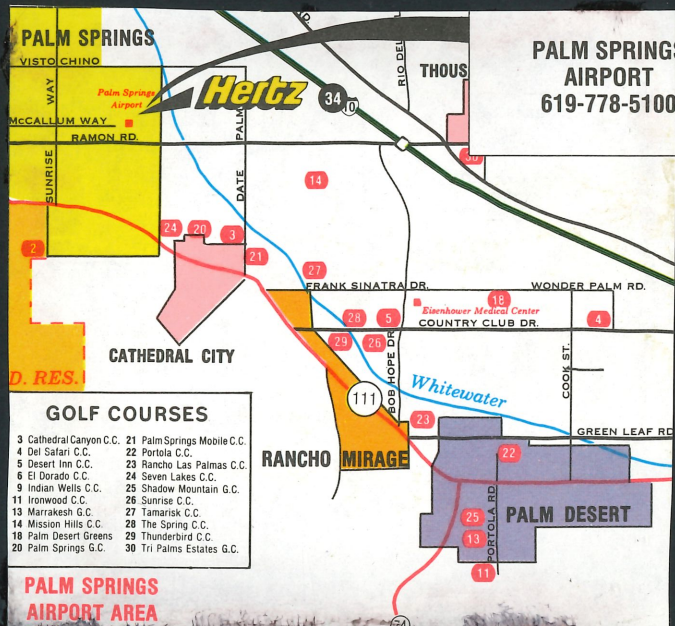 PALM SPRINGS
VISTO CHINO
WAY
Palm Springs
Airport
Hertz
34
10
McCALLUM WAY
RAMON RD.
SUNRISE
PALM
DATE
RIO DEL
THOUS
PALM SPRINGS
AIRPORT
619-778-5100
30
14
24
20
3
21
2
27
FRANK SINATRA DR.
WONDER PALM RD.
18
Eisenhower Medical Center
28
5
4
COUNTRY CLUB DR.
29
26
CATHEDRAL CITY
D. RES.
BOB HOPE DR.
COOK ST.
Whitewater
111
23
GREEN LEAF RD
22
RANCHO MIRAGE
PALM DESERT
PORTOLA RD
25
13
11
74
GOLF COURSES
3 Cathedral Canyon C.C.
4 Del Safari C.C.
5 Desert Inn C.C.
6 El Dorado C.C.
9 Indian Wells C.C.
11 Ironwood C.C.
13 Marrakesh G.C.
14 Mission Hills C.C.
18 Palm Desert Greens
20 Palm Springs G.C.
21 Palm Springs Mobile C.C.
22 Portola C.C.
23 Rancho Las Palmas C.C.
24 Seven Lakes C.C.
25 Shadow Mountain G.C.
26 Sunrise C.C.
27 Tamarisk C.C.
28 The Spring C.C.
29 Thunderbird C.C.
30 Tri Palms Estates G.C.
PALM SPRINGS
AIRPORT AREA